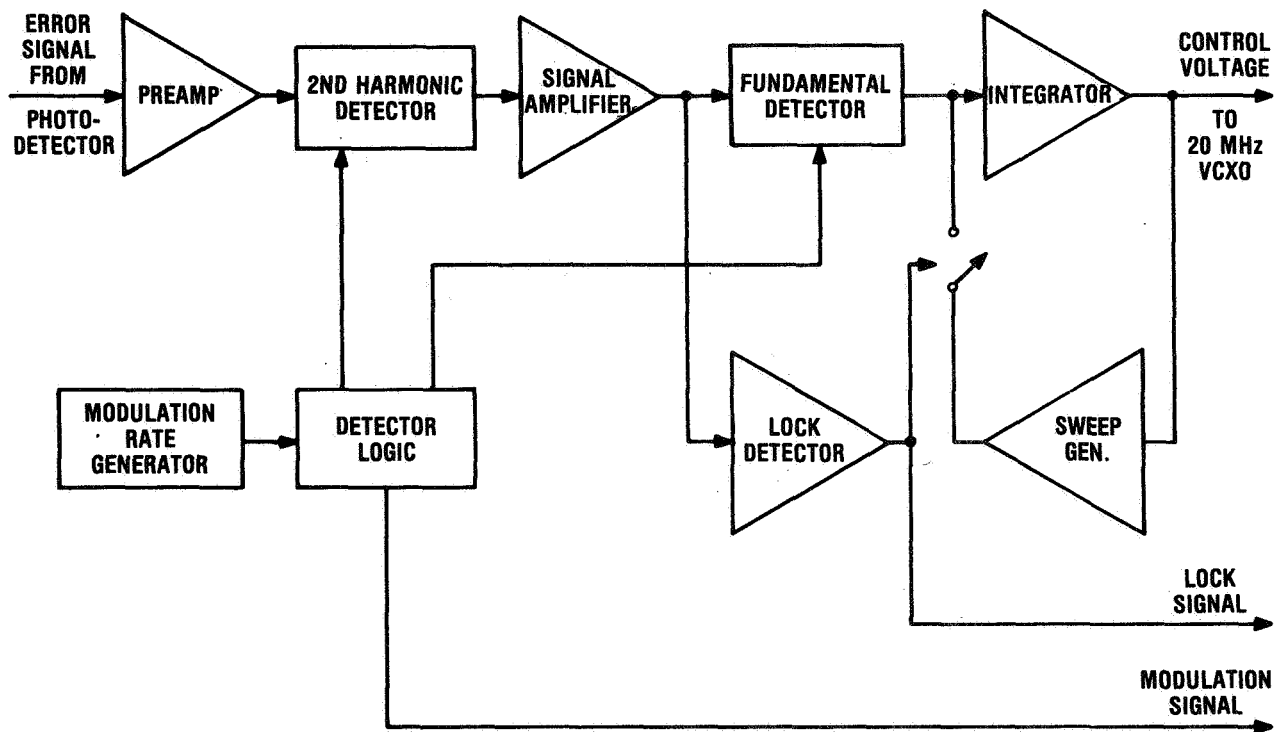 ERROR
SIGNAL
FROM
PHOTO-
DETECTOR
PREAMP
2ND HARMONIC
DETECTOR
SIGNAL
AMPLIFIER
FUNDAMENTAL
DETECTOR
INTEGRATOR
CONTROL
VOLTAGE
TO
20 MHz
VCXO
MODULATION
RATE
GENERATOR
DETECTOR
LOGIC
LOCK
DETECTOR
SWEEP
GEN.
LOCK
SIGNAL
MODULATION
SIGNAL